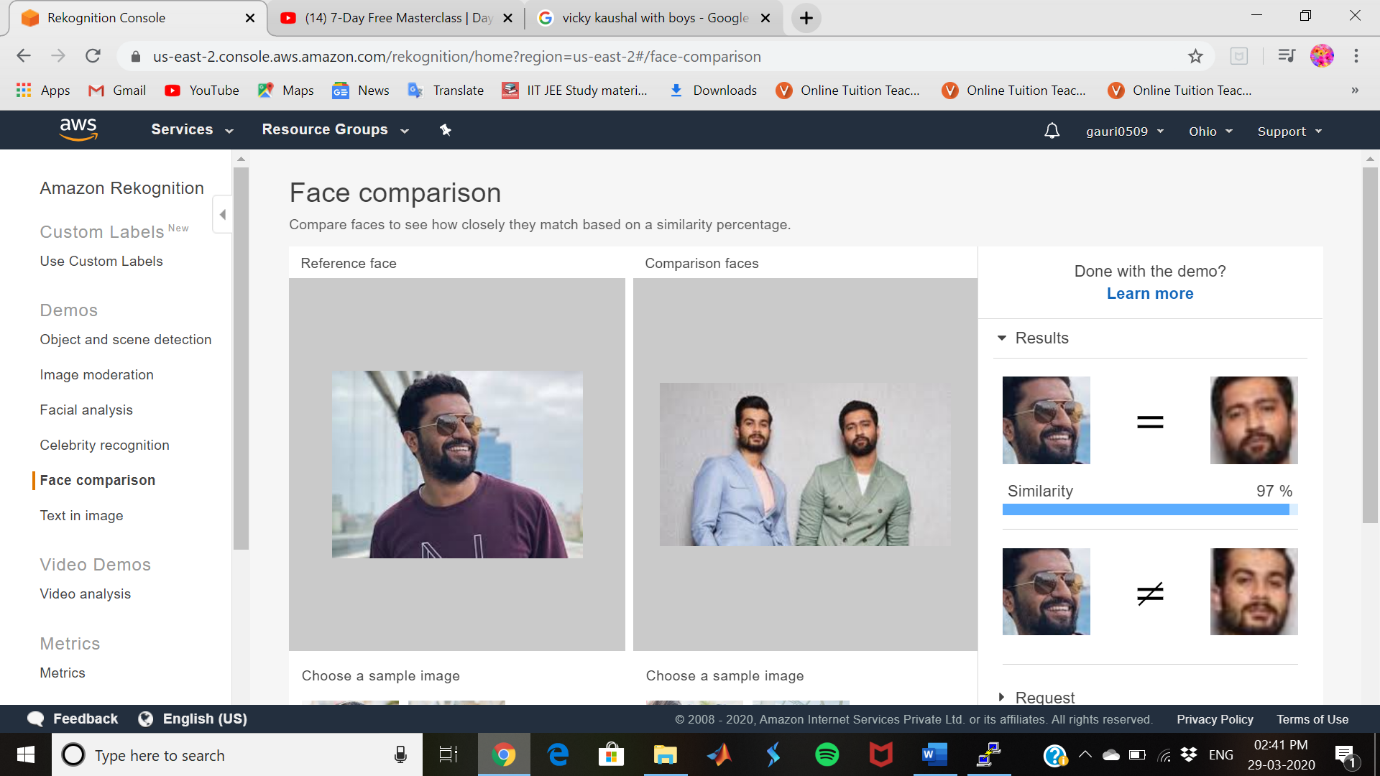 Rekognition Console
(14) 7-Day Free Masterclass | Day
vicky kaushal with boys - Google
us-east-2.console.aws.amazon.com/rekognition/home?region=us-east-2#/face-comparison
Apps Gmail YouTube Maps News Translate IIT JEE Study materi... Downloads Online Tuition Teac... Online Tuition Teac... Online Tuition Teac... »
aws Services Resource Groups gauri0509 Ohio Support
Amazon Rekognition
Custom Labels New
Use Custom Labels
Demos
Object and scene detection
Image moderation
Facial analysis
Celebrity recognition
Face comparison
Text in image
Video Demos
Video analysis
Metrics
Metrics
Face comparison
Compare faces to see how closely they match based on a similarity percentage.
Reference face
Comparison faces
Choose a sample image
Choose a sample image
Done with the demo?
Learn more
Results
=
Similarity 97 %
≠
Request
Feedback English (US) © 2008 - 2020, Amazon Internet Services Private Ltd. or its affiliates. All rights reserved. Privacy Policy Terms of Use
Type here to search
ENG
02:41 PM
29-03-2020
1